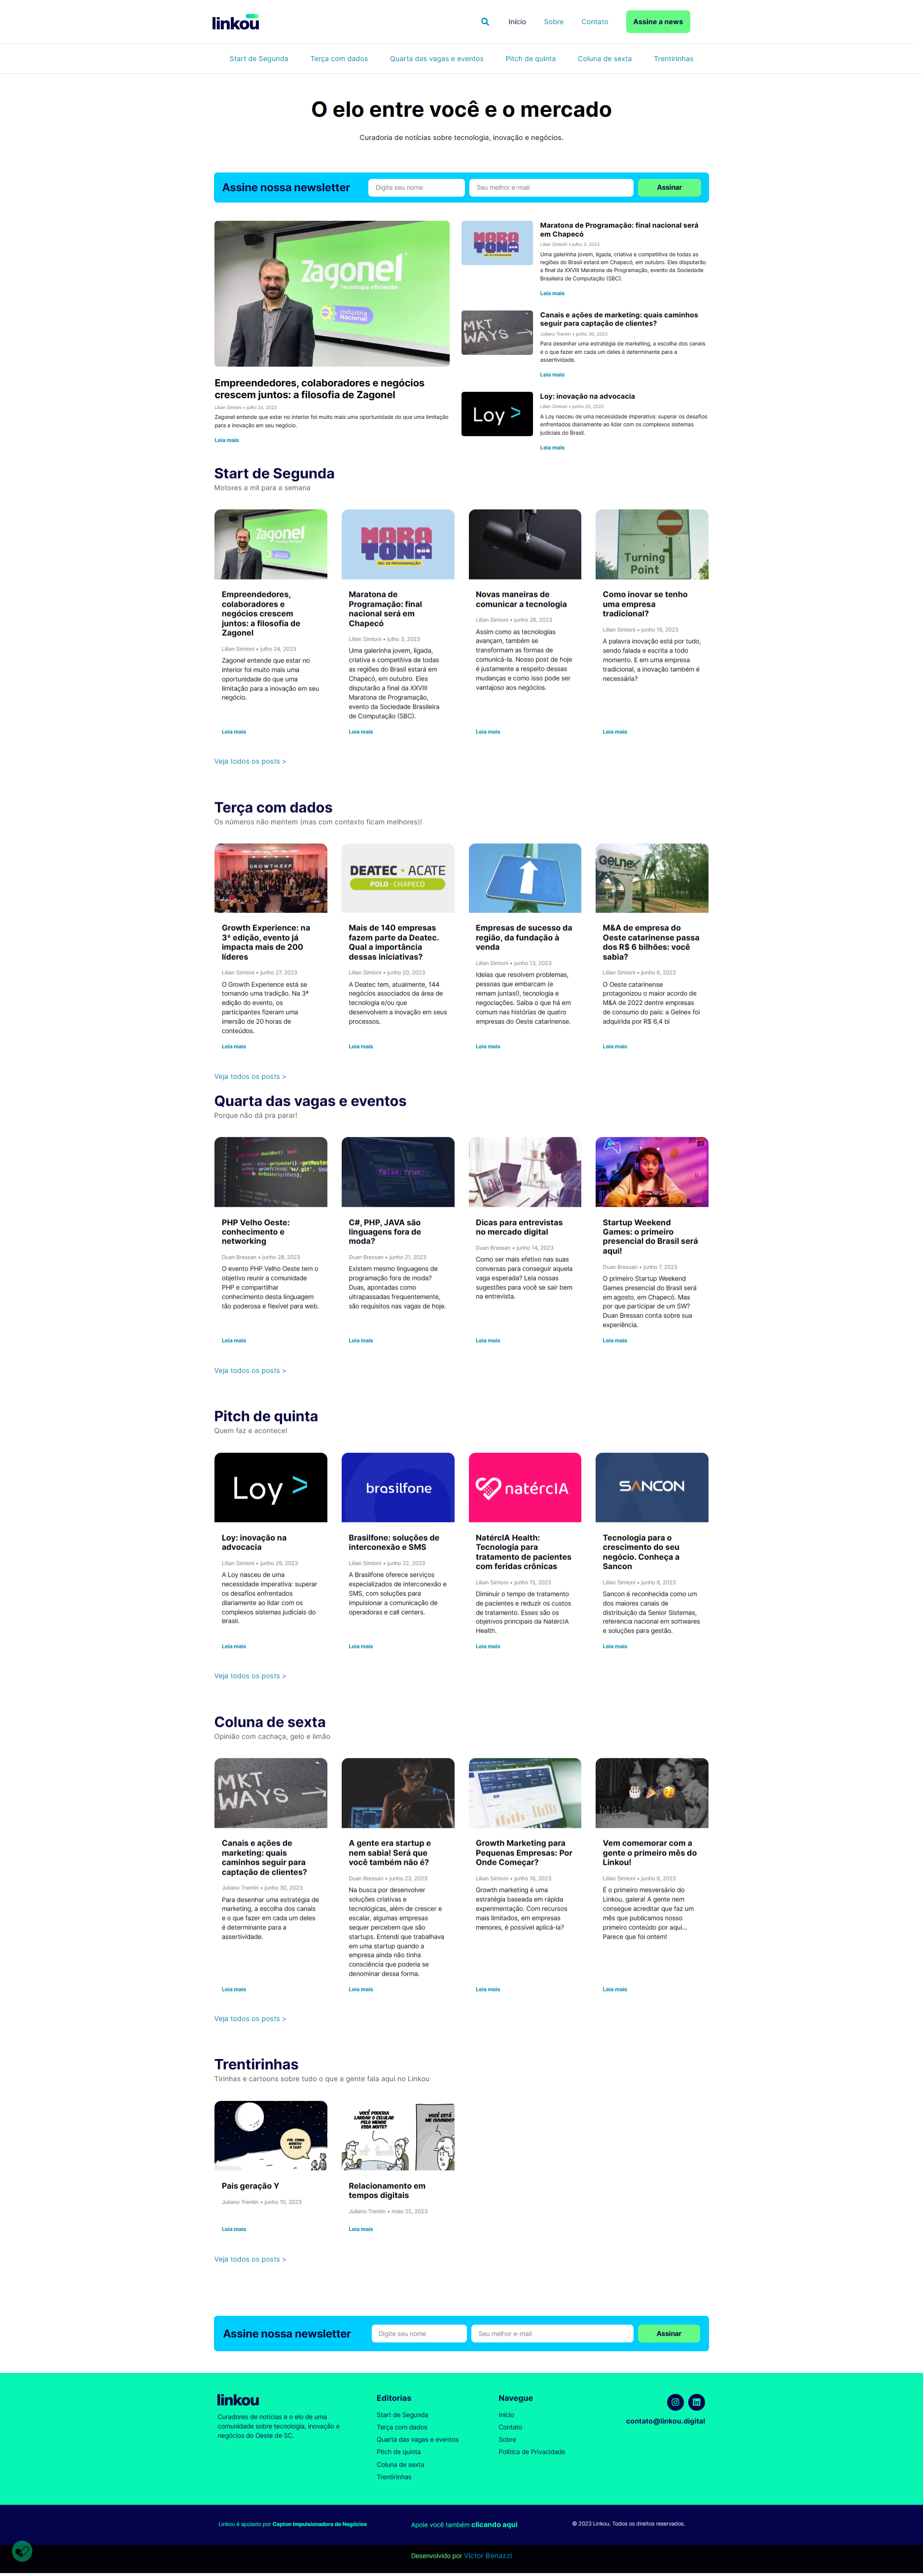 linkou
Início
Sobre
Contato
Assine a news
Start de Segunda
Terça com dados
Quarta das vagas e eventos
Pitch de quinta
Coluna de sexta
Trentirinhas
O elo entre você e o mercado
Curadoria de notícias sobre tecnologia, inovação e negócios.
Assine nossa newsletter
Digite seu nome
Seu melhor e-mail
Assinar
Zagonel
Tecnologia eficiente
Indústria
Nacional
Empreendedores, colaboradores e negócios
crescem juntos: a filosofia de Zagonel
Lilian Simioni • julho 24, 2023
Zagonel entende que estar no interior foi muito mais uma oportunidade do que uma limitação
para a inovação em seu negócio.
Leia mais
MARA
TONA
SBC DE PROGRAMAÇÃO
Maratona de Programação: final nacional será
em Chapecó
Lilian Simioni • julho 3, 2023
Uma galerinha jovem, ligada, criativa e competitiva de todas as
regiões do Brasil estará em Chapecó, em outubro. Eles disputarão
a final da XXVIII Maratona de Programação, evento da Sociedade
Brasileira de Computação (SBC).
Leia mais
MKT
WAYS
Canais e ações de marketing: quais caminhos
seguir para captação de clientes?
Juliano Trentin • junho 30, 2023
Para desenhar uma estratégia de marketing, a escolha dos canais
e o que fazer em cada um deles é determinante para a
assertividade.
Leia mais
Loy >
Loy: inovação na advocacia
Lilian Simioni • junho 29, 2023
A Loy nasceu de uma necessidade imperativa: superar os desafios
enfrentados diariamente ao lidar com os complexos sistemas
judiciais do Brasil.
Leia mais
Start de Segunda
Motores a mil para a semana
Zagonel
Empreendedores,
colaboradores e
negócios crescem
juntos: a filosofia de
Zagonel
Lilian Simioni • julho 24, 2023
Zagonel entende que estar no
interior foi muito mais uma
oportunidade do que uma
limitação para a inovação em seu
negócio.
Leia mais
MARA
TONA
SBC DE PROGRAMAÇÃO
Maratona de
Programação: final
nacional será em
Chapecó
Lilian Simioni • julho 3, 2023
Uma galerinha jovem, ligada,
criativa e competitiva de todas
as regiões do Brasil estará em
Chapecó, em outubro. Eles
disputarão a final da XXVIII
Maratona de Programação,
evento da Sociedade Brasileira
de Computação (SBC).
Leia mais
Novas maneiras de
comunicar a tecnologia
Lilian Simioni • junho 26, 2023
Assim como as tecnologias
avançam, também se
transformam as formas de
comunicá-la. Nosso post de hoje
é justamente a respeito dessas
mudanças e como isso pode ser
vantajoso aos negócios.
Leia mais
Turning
Point
Como inovar se tenho
uma empresa
tradicional?
Lilian Simioni • junho 19, 2023
A palavra inovação está por tudo,
sendo falada e escrita a todo
momento. E em uma empresa
tradicional, a inovação também é
necessária?
Leia mais
Veja todos os posts >
Terça com dados
Os números não mentem (mas com contexto ficam melhores)!
GROWTHEXP
Growth Experience: na
3ª edição, evento já
impacta mais de 200
líderes
Lilian Simioni • junho 27, 2023
O Growth Experience está se
tornando uma tradição. Na 3ª
edição do evento, os
participantes fizeram uma
imersão de 20 horas de
conteúdos.
Leia mais
DEATEC • ACATE
POLO · CHAPECÓ
Mais de 140 empresas
fazem parte da Deatec.
Qual a importância
dessas iniciativas?
Lilian Simioni • junho 20, 2023
A Deatec tem, atualmente, 144
negócios associados da área de
tecnologia e/ou que
desenvolvem a inovação em seus
processos.
Leia mais
Empresas de sucesso da
região, da fundação à
venda
Lilian Simioni • junho 13, 2023
Ideias que resolvem problemas,
pessoas que embarcam (e
remam juntas!), tecnologia e
negociações. Saiba o que há em
comum nas histórias de quatro
empresas do Oeste catarinense.
Leia mais
Gelnex
M&A de empresa do
Oeste catarinense passa
dos R$ 6 bilhões: você
sabia?
Lilian Simioni • junho 6, 2023
O Oeste catarinense
protagonizou o maior acordo de
M&A de 2022 dentre empresas
de consumo do país: a Gelnex foi
adquirida por R$ 6,4 bi
Leia mais
Veja todos os posts >
Quarta das vagas e eventos
Porque não dá pra parar!
PHP Velho Oeste:
conhecimento e
networking
Duan Bressan • junho 28, 2023
O evento PHP Velho Oeste tem o
objetivo reunir a comunidade
PHP e compartilhar
conhecimento desta linguagem
tão poderosa e flexível para web.
Leia mais
C#, PHP, JAVA são
linguagens fora de
moda?
Duan Bressan • junho 21, 2023
Existem mesmo linguagens de
programação fora de moda?
Duas, apontadas como
ultrapassadas frequentemente,
são requisitos nas vagas de hoje.
Leia mais
Dicas para entrevistas
no mercado digital
Duan Bressan • junho 14, 2023
Como ser mais efetivo nas suas
conversas para conseguir aquela
vaga esperada? Leia nossas
sugestões para você se sair bem
na entrevista.
Leia mais
Startup Weekend
Games: o primeiro
presencial do Brasil será
aqui!
Duan Bressan • junho 7, 2023
O primeiro Startup Weekend
Games presencial do Brasil será
em agosto, em Chapecó. Mas
por que participar de um SW?
Duan Bressan conta sobre sua
experiência.
Leia mais
Veja todos os posts >
Pitch de quinta
Quem faz e acontece!
Loy >
Loy: inovação na
advocacia
Lilian Simioni • junho 29, 2023
A Loy nasceu de uma
necessidade imperativa: superar
os desafios enfrentados
diariamente ao lidar com os
complexos sistemas judiciais do
Brasil.
Leia mais
brasilfone
Brasilfone: soluções de
interconexão e SMS
Lilian Simioni • junho 22, 2023
A Brasilfone oferece serviços
especializados de interconexão e
SMS, com soluções para
impulsionar a comunicação de
operadoras e call centers.
Leia mais
natércIA
NatércIA Health:
Tecnologia para
tratamento de pacientes
com feridas crônicas
Lilian Simioni • junho 15, 2023
Diminuir o tempo de tratamento
de pacientes e reduzir os custos
de tratamento. Esses são os
objetivos principais da NatércIA
Health.
Leia mais
SANCON
Tecnologia para o
crescimento do seu
negócio. Conheça a
Sancon
Lilian Simioni • junho 8, 2023
Sancon é reconhecida como um
dos maiores canais de
distribuição da Senior Sistemas,
referência nacional em softwares
e soluções para gestão.
Leia mais
Veja todos os posts >
Coluna de sexta
Opinião com cachaça, gelo e limão
MKT
WAYS
Canais e ações de
marketing: quais
caminhos seguir para
captação de clientes?
Juliano Trentin • junho 30, 2023
Para desenhar uma estratégia de
marketing, a escolha dos canais
e o que fazer em cada um deles
é determinante para a
assertividade.
Leia mais
A gente era startup e
nem sabia! Será que
você também não é?
Duan Bressan • junho 23, 2023
Na busca por desenvolver
soluções criativas e
tecnológicas, além de crescer e
escalar, algumas empresas
sequer percebem que são
startups. Entendi que trabalhava
em uma startup quando a
empresa ainda não tinha
consciência que poderia se
denominar dessa forma.
Leia mais
Growth Marketing para
Pequenas Empresas: Por
Onde Começar?
Lilian Simioni • junho 16, 2023
Growth marketing é uma
estratégia baseada em rápida
experimentação. Com recursos
mais limitados, em empresas
menores, é possível aplicá-la?
Leia mais
Vem comemorar com a
gente o primeiro mês do
Linkou!
Lilian Simioni • junho 9, 2023
É o primeiro mesversário do
Linkou, galera! A gente nem
consegue acreditar que faz um
mês que publicamos nosso
primeiro conteúdo por aqui...
Parece que foi ontem!
Leia mais
Veja todos os posts >
Trentirinhas
Tirinhas e cartoons sobre tudo o que a gente fala aqui no Linkou
Pais geração Y
Juliano Trentin • junho 10, 2023
Leia mais
VOCÊ PODERIA
LARGAR O CELULAR
PELO MENOS
ESSA NOITE?
VOCÊ ESTÁ
ME OUVINDO?
Relacionamento em
tempos digitais
Juliano Trentin • maio 25, 2023
Leia mais
Veja todos os posts >
Assine nossa newsletter
Digite seu nome
Seu melhor e-mail
Assinar
linkou
Curadores de notícias e o elo de uma
comunidade sobre tecnologia, inovação e
negócios do Oeste de SC.
Editorias
Start de Segunda
Terça com dados
Quarta das vagas e eventos
Pitch de quinta
Coluna de sexta
Trentirinhas
Navegue
Início
Contato
Sobre
Política de Privacidade
contato@linkou.digital
Linkou é apoiado por Capton Impulsionadora de Negócios
Apoie você também clicando aqui
© 2023 Linkou. Todos os direitos reservados.
Desenvolvido por Victor Benazzi